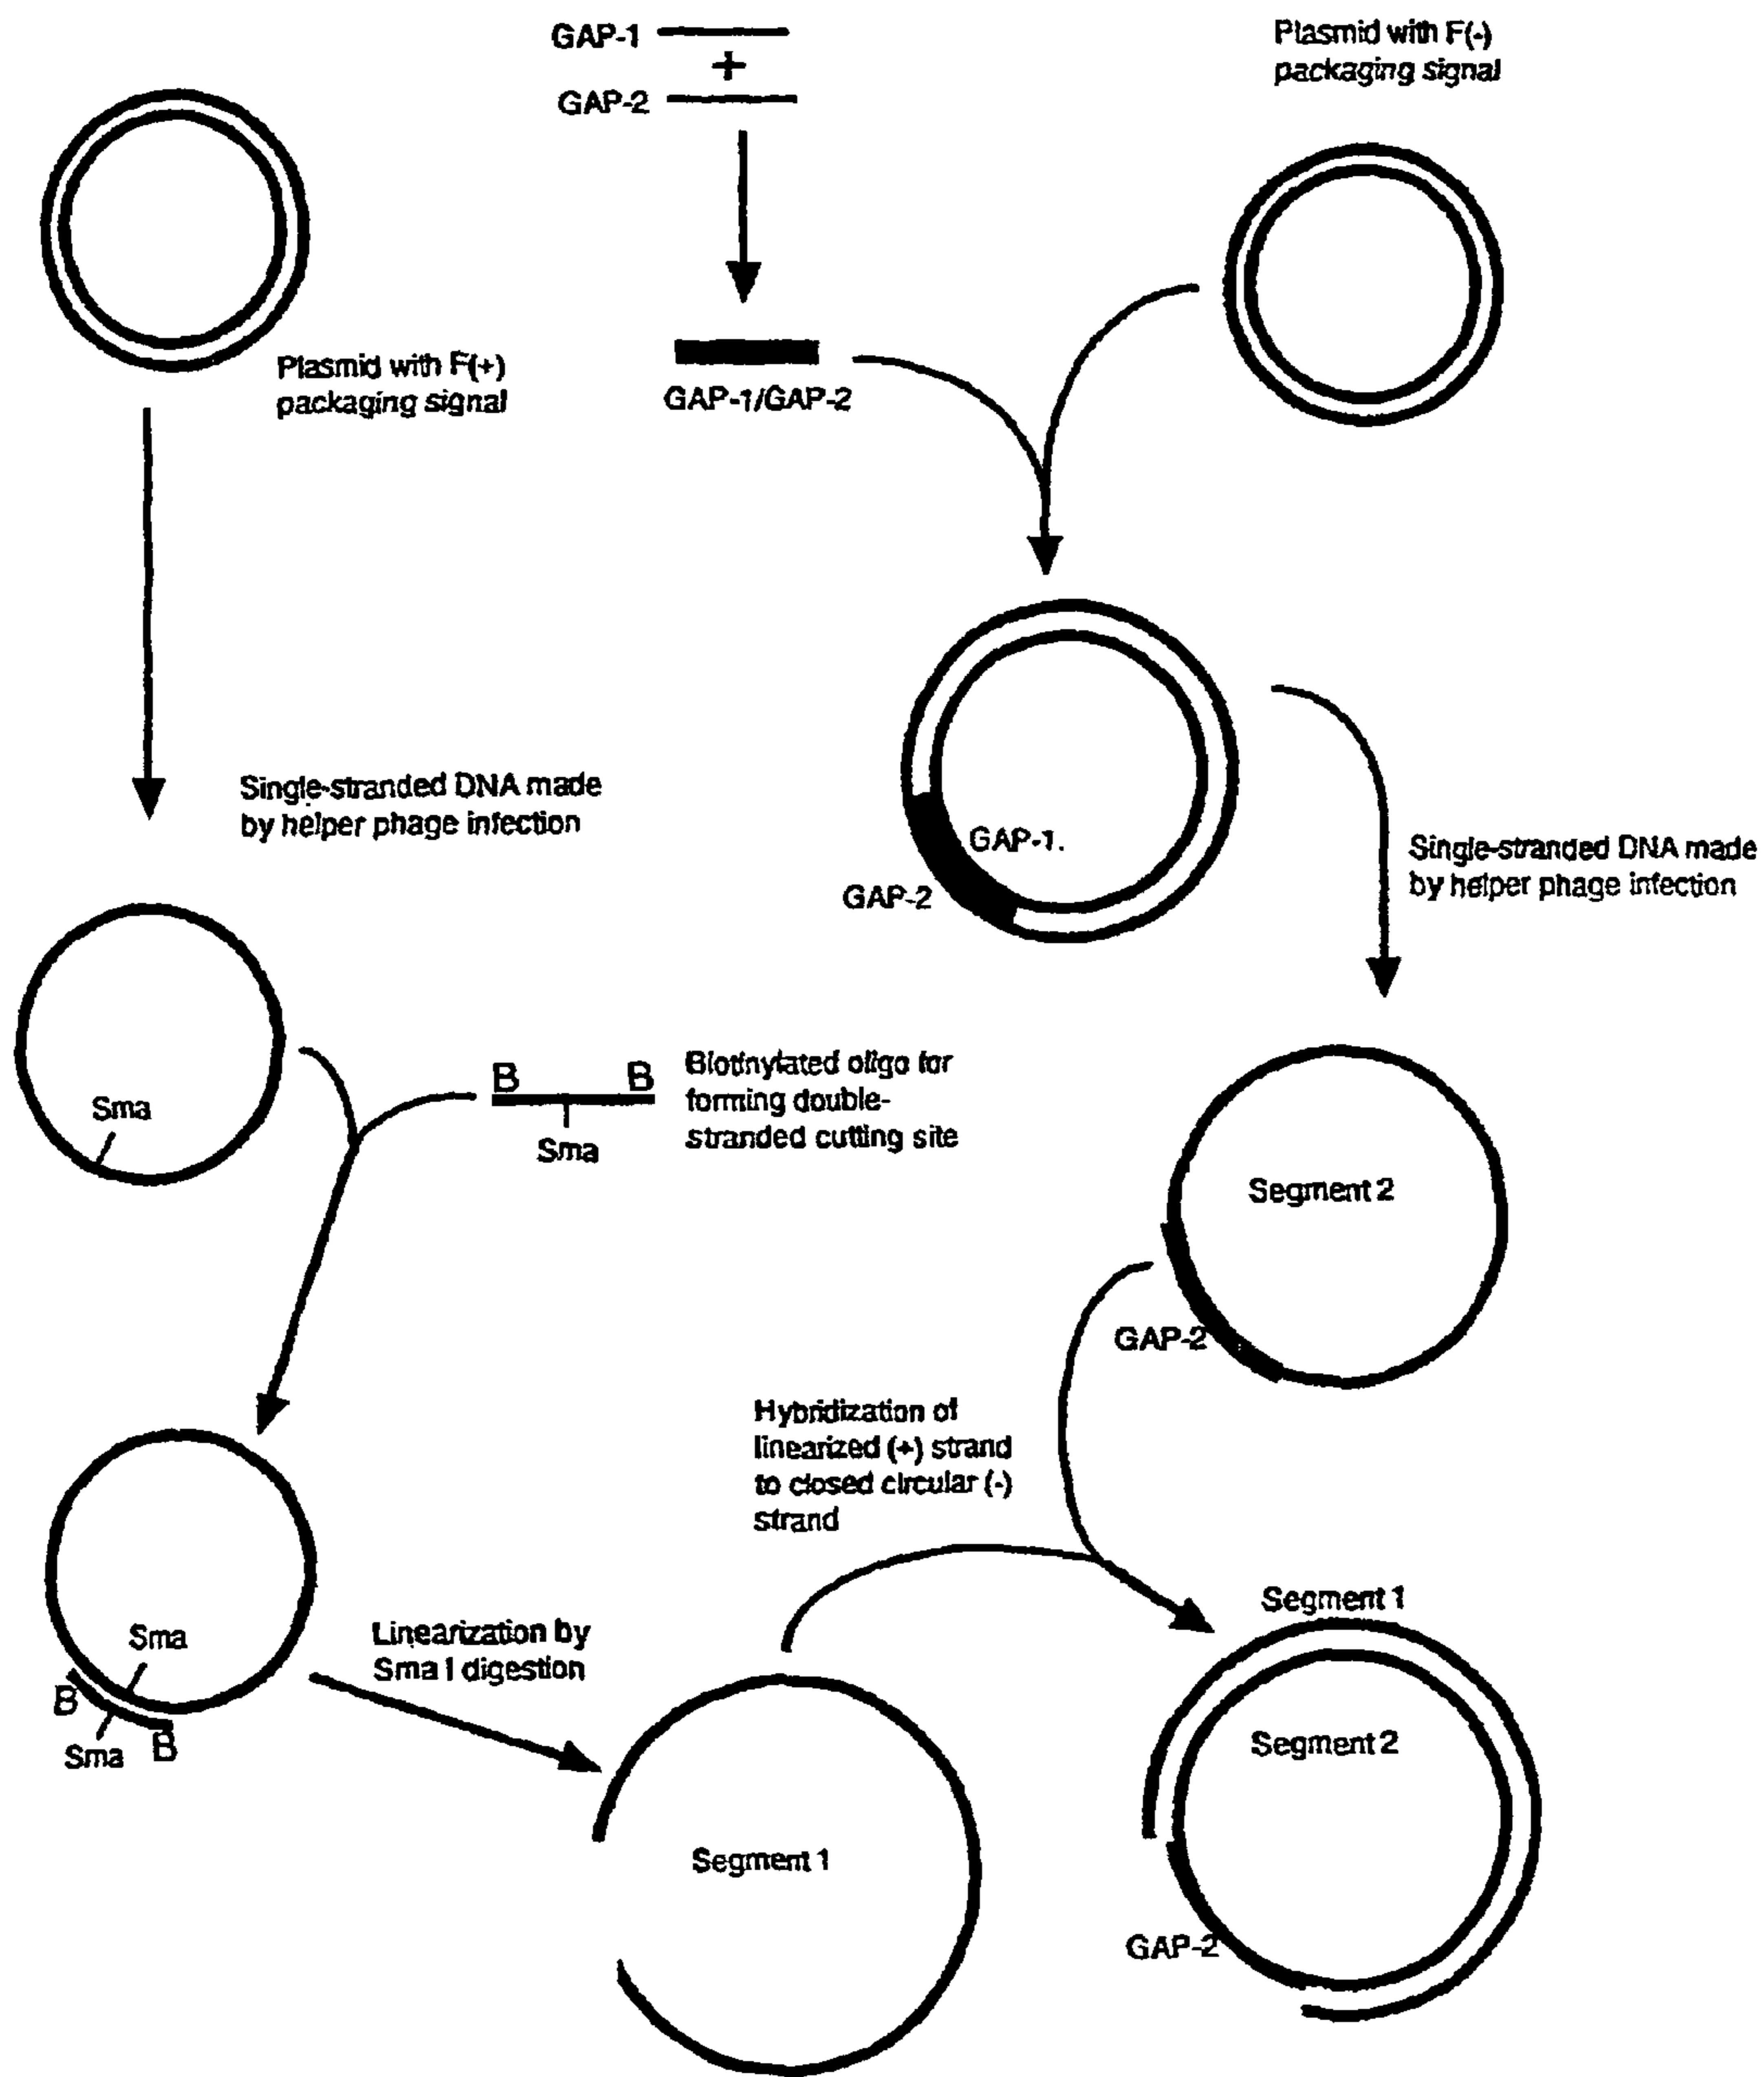 GAP-1
+
GAP-2
Plasmid with F(-)
packaging signal
Plasmid with F(+)
packaging signal
GAP-1/GAP-2
Single-stranded DNA made
by helper phage infection
GAP-1.
GAP-2
Single-stranded DNA made
by helper phage infection
Sma
B B
Sma
Biotinylated oligo for
forming double-
stranded cutting site
Segment 2
GAP-2
Hybridization of
linearized (+) strand
to closed circular (-)
strand
Sma
B
Sma B
Linearization by
Sma I digestion
Segment 1
Segment 1
Segment 2
GAP-2